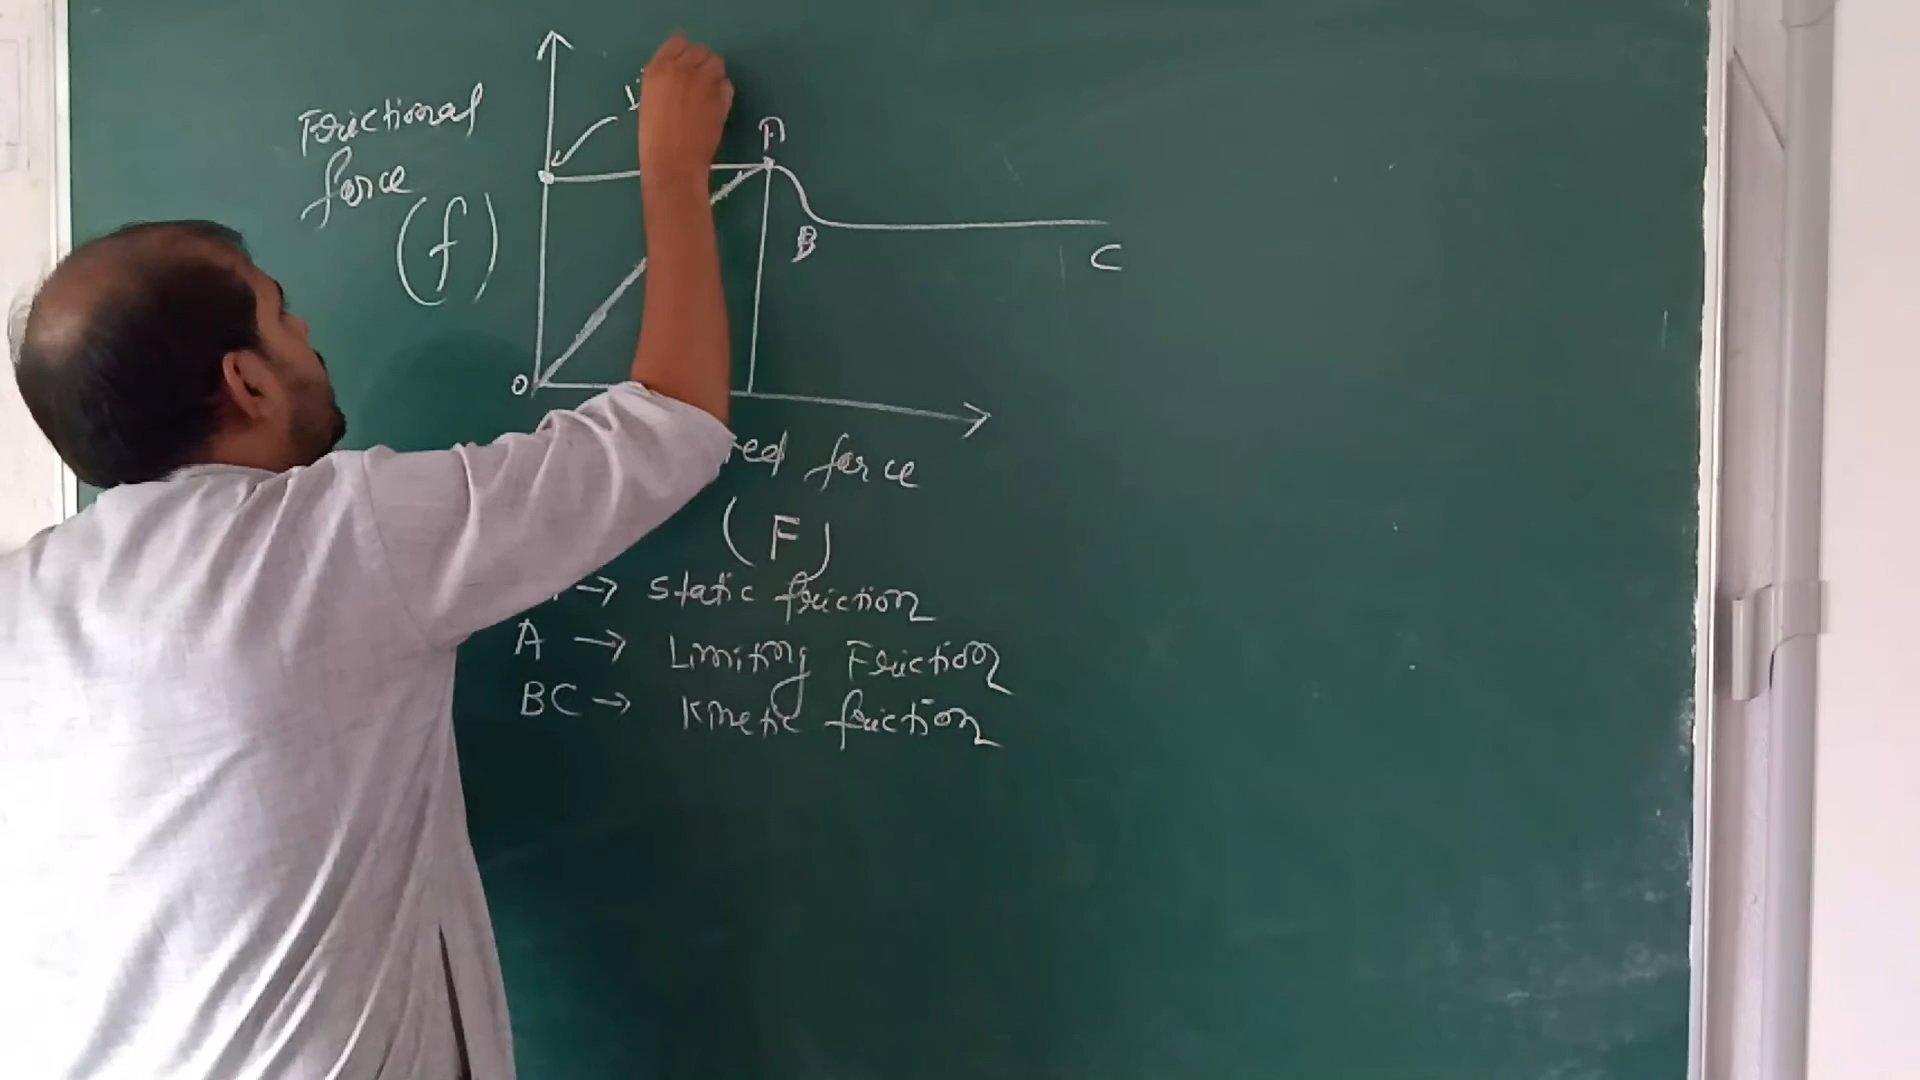 Frictional
force
(f)
A
B
C
O
force
(F)
→ static friction
A → Limiting Friction
BC → Kinetic friction